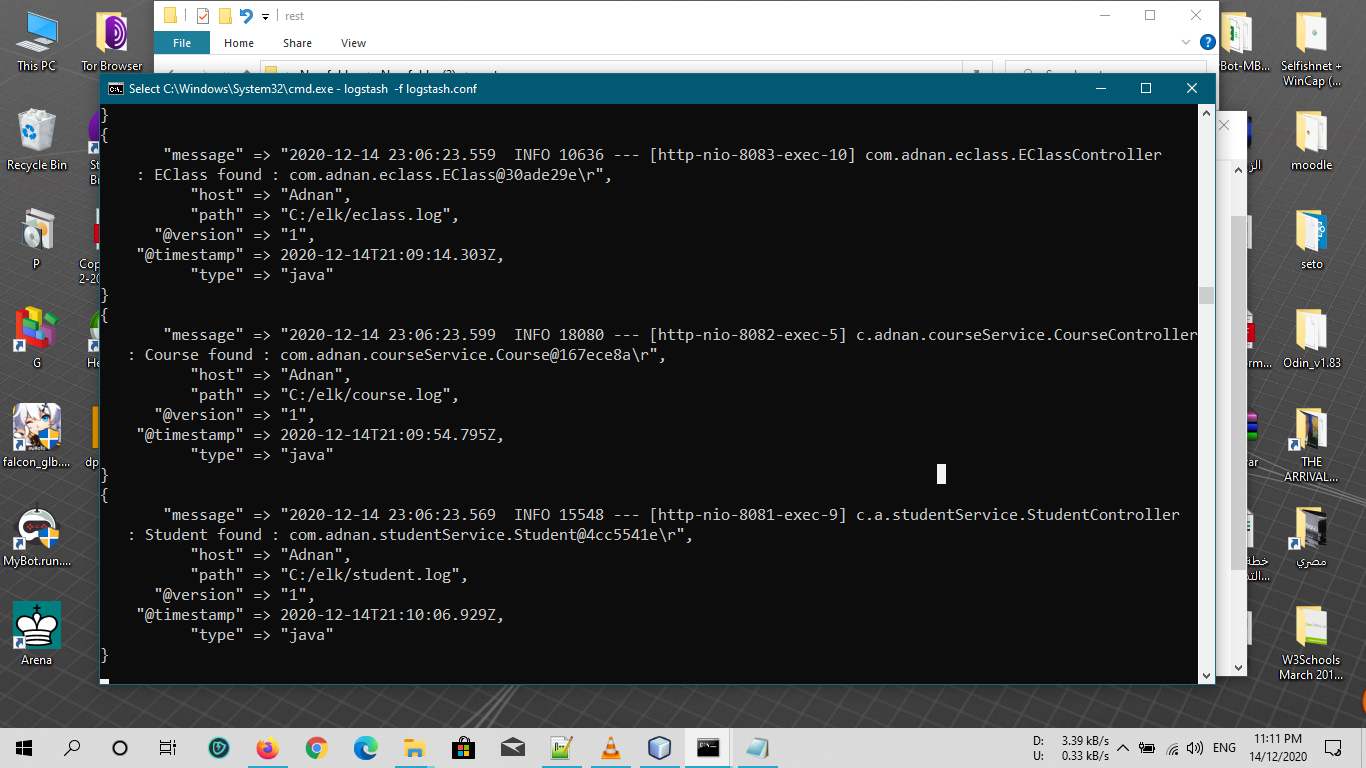 rest
File Home Share View
This PC
Tor Browser
Recycle Bin
P
G
falcon_glb....
MyBot.run....
Arena
Select C:\Windows\System32\cmd.exe - logstash  -f logstash.conf
}
{
"message" => "2020-12-14 23:06:23.559  INFO 10636 --- [http-nio-8083-exec-10] com.adnan.eclass.EClassController
: EClass found : com.adnan.eclass.EClass@30ade29e\r",
"host" => "Adnan",
"path" => "C:/elk/eclass.log",
"@version" => "1",
"@timestamp" => 2020-12-14T21:09:14.303Z,
"type" => "java"
}
{
"message" => "2020-12-14 23:06:23.599  INFO 18080 --- [http-nio-8082-exec-5] c.adnan.courseService.CourseController
: Course found : com.adnan.courseService.Course@167ece8a\r",
"host" => "Adnan",
"path" => "C:/elk/course.log",
"@version" => "1",
"@timestamp" => 2020-12-14T21:09:54.795Z,
"type" => "java"
}
{
"message" => "2020-12-14 23:06:23.569  INFO 15548 --- [http-nio-8081-exec-9] c.a.studentService.StudentController
: Student found : com.adnan.studentService.Student@4cc5541e\r",
"host" => "Adnan",
"path" => "C:/elk/student.log",
"@version" => "1",
"@timestamp" => 2020-12-14T21:10:06.929Z,
"type" => "java"
}
Bot-MB...
Selfishnet +
WinCap (...
moodle
seto
Odin_v1.83
THE
ARRIVAL...
مصري
خطة
W3Schools
March 201...
D: 3.39 kB/s
U: 0.33 kB/s
ENG
11:11 PM
14/12/2020